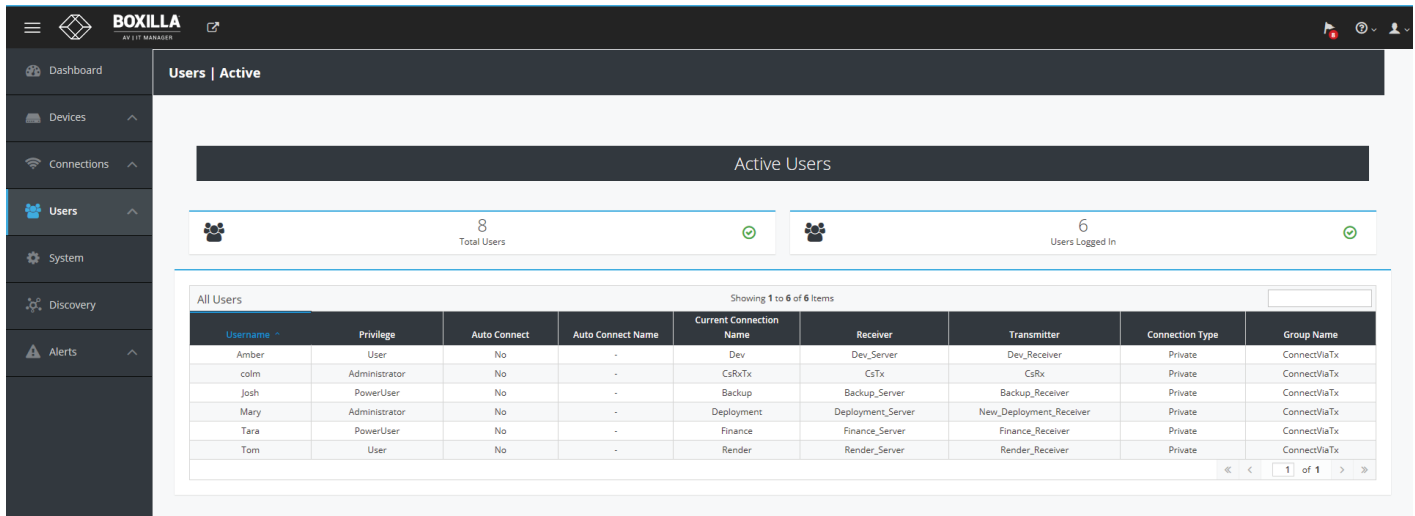 BOXILLA
AV | IT MANAGER
8
Dashboard
Devices
Connections
Users
System
Discovery
Alerts
Users | Active
Active Users
8
Total Users
6
Users Logged In
All Users
Showing 1 to 6 of 6 Items
Username Privilege Auto Connect Auto Connect Name Current Connection Name Receiver Transmitter Connection Type Group Name
Amber User No - Dev Dev_Server Dev_Receiver Private ConnectViaTx
colm Administrator No - CsRxTx CsTx CsRx Private ConnectViaTx
Josh PowerUser No - Backup Backup_Server Backup_Receiver Private ConnectViaTx
Mary Administrator No - Deployment Deployment_Server New_Deployment_Receiver Private ConnectViaTx
Tara PowerUser No - Finance Finance_Server Finance_Receiver Private ConnectViaTx
Tom User No - Render Render_Server Render_Receiver Private ConnectViaTx
1 of 1